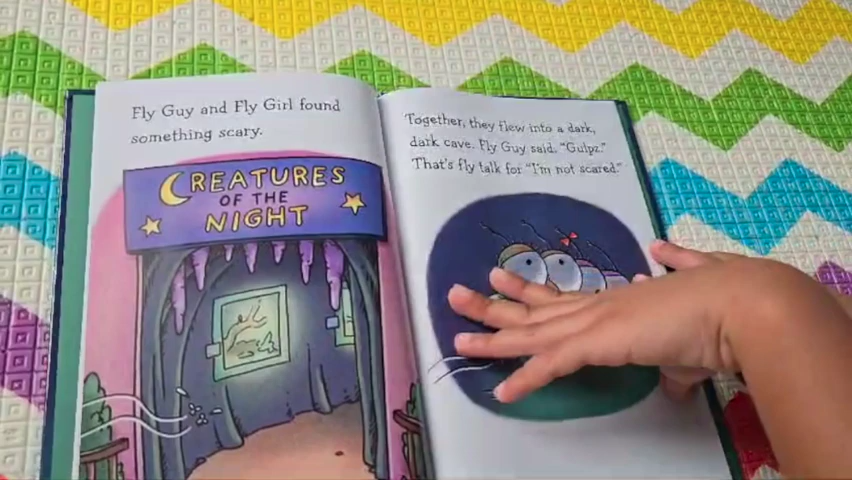 Fly Guy and Fly Girl found
something scary.
CREATURES
OF THE
NIGHT
Together, they flew into a dark,
dark cave. Fly Guy said, "Gulpz."
That's fly talk for "I'm not scared."